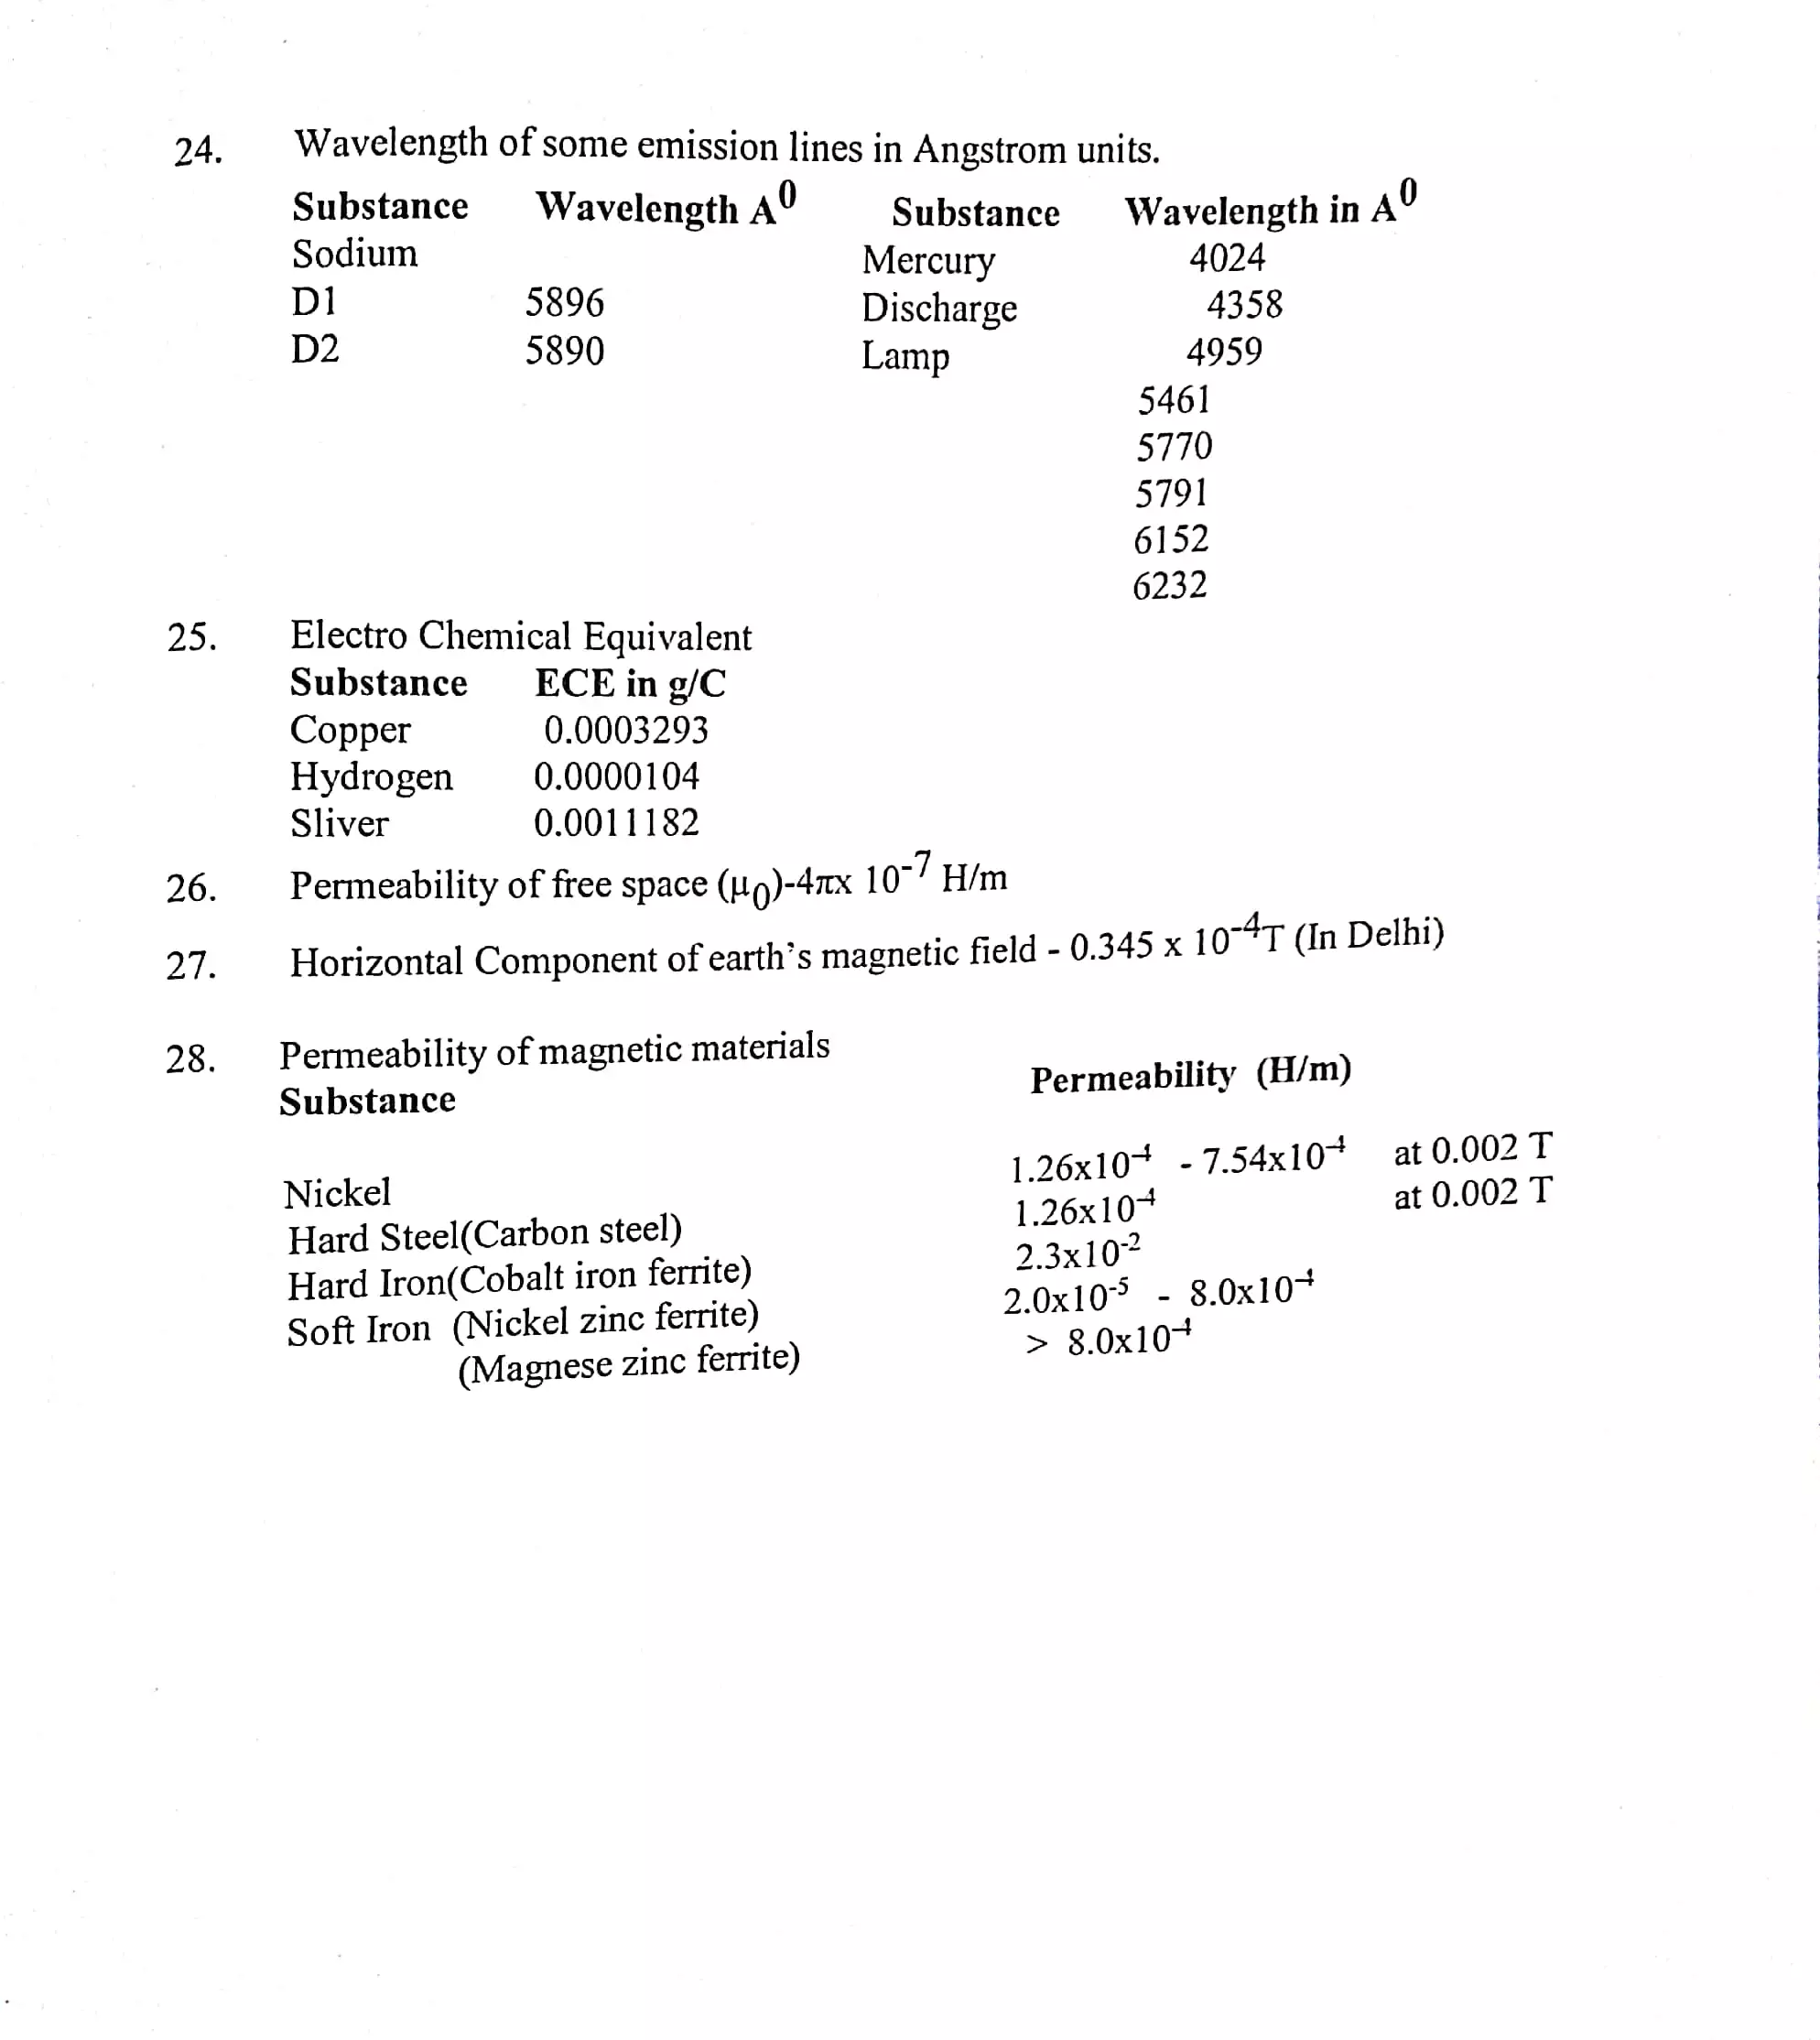 24. Wavelength of some emission lines in Angstrom units.
Substance Wavelength A⁰ Substance Wavelength in A⁰
Sodium Mercury 4024
D1 5896 Discharge 4358
D2 5890 Lamp 4959
5461
5770
5791
6152
6232
25. Electro Chemical Equivalent
Substance ECE in g/C
Copper 0.0003293
Hydrogen 0.0000104
Sliver 0.0011182
26. Permeability of free space (μ₀)-4πx 10⁻⁷ H/m
27. Horizontal Component of earth's magnetic field - 0.345 x 10⁻⁴T (In Delhi)
28. Permeability of magnetic materials
Substance Permeability (H/m)
Nickel 1.26x10⁻⁴ - 7.54x10⁻⁴ at 0.002 T
Hard Steel(Carbon steel) 1.26x10⁻⁴ at 0.002 T
Hard Iron(Cobalt iron ferrite) 2.3x10⁻²
Soft Iron (Nickel zinc ferrite) 2.0x10⁻⁵ - 8.0x10⁻⁴
(Magnese zinc ferrite) > 8.0x10⁻⁴